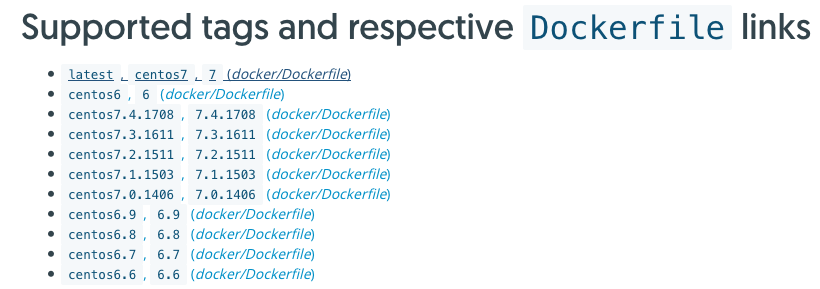 Supported tags and respective Dockerfile links
latest , centos7 , 7 (docker/Dockerfile)
centos6 , 6 (docker/Dockerfile)
centos7.4.1708 , 7.4.1708 (docker/Dockerfile)
centos7.3.1611 , 7.3.1611 (docker/Dockerfile)
centos7.2.1511 , 7.2.1511 (docker/Dockerfile)
centos7.1.1503 , 7.1.1503 (docker/Dockerfile)
centos7.0.1406 , 7.0.1406 (docker/Dockerfile)
centos6.9 , 6.9 (docker/Dockerfile)
centos6.8 , 6.8 (docker/Dockerfile)
centos6.7 , 6.7 (docker/Dockerfile)
centos6.6 , 6.6 (docker/Dockerfile)